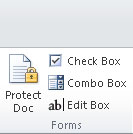 Protect
Doc
Check Box
Combo Box
ab Edit Box
Forms